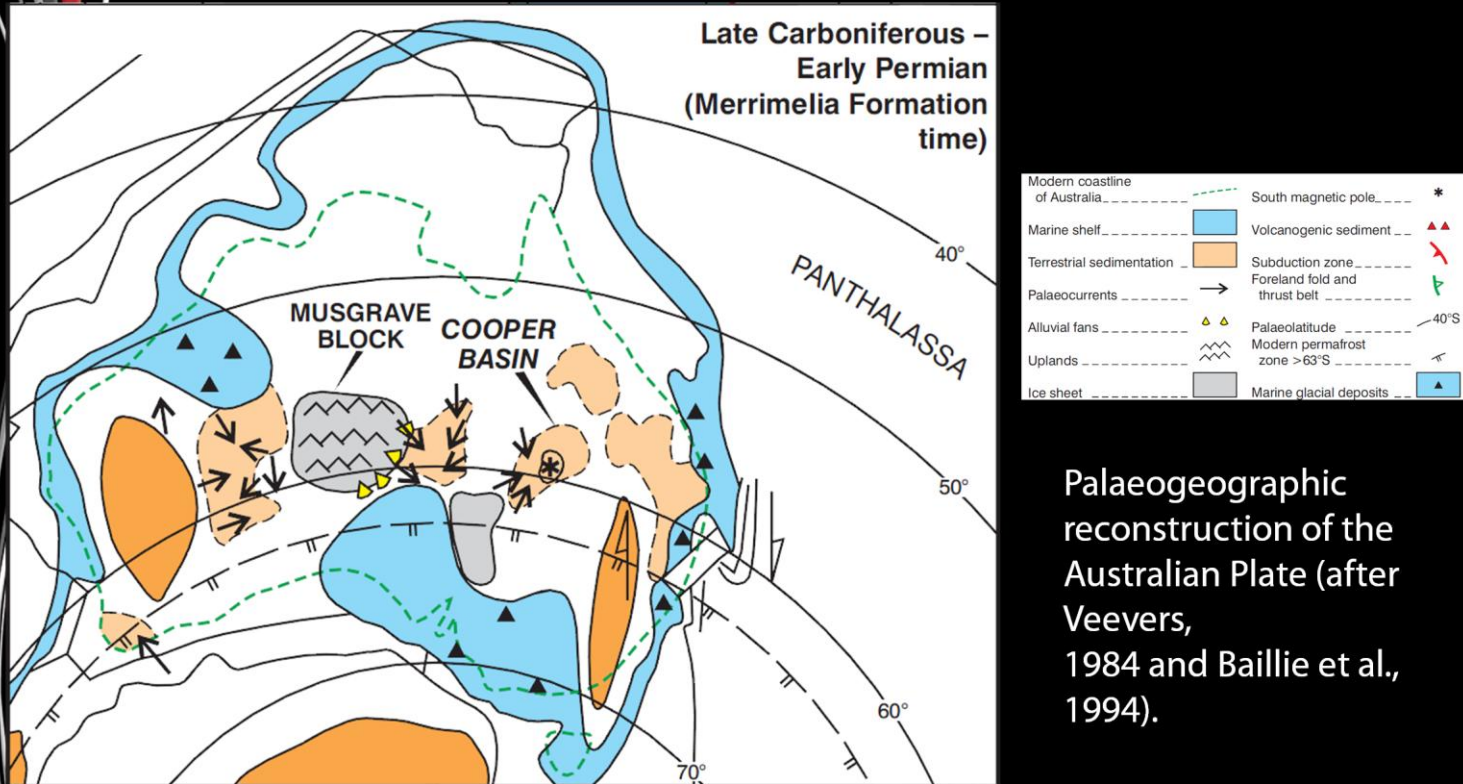 Late Carboniferous –
Early Permian
(Merrimelia Formation
time)
40°
PANTHALASSA
MUSGRAVE
BLOCK
COOPER
BASIN
50°
60°
70°
Modern coastline
of Australia
Marine shelf
Terrestrial sedimentation
Palaeocurrents
Alluvial fans
Uplands
Ice sheet
South magnetic pole
Volcanogenic sediment
Subduction zone
Foreland fold and
thrust belt
Palaeolatitude
40°S
Modern permafrost
zone >63°S
Marine glacial deposits
Palaeogeographic
reconstruction of the
Australian Plate (after
Veevers,
1984 and Baillie et al.,
1994).